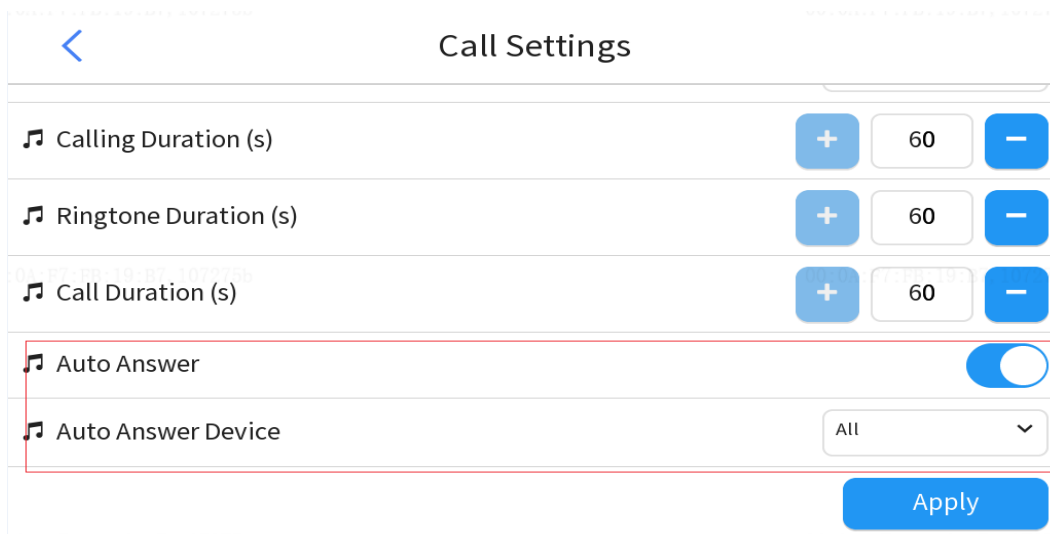 Call Settings
Calling Duration (s) + 60 −
Ringtone Duration (s) + 60 −
Call Duration (s) + 60 −
Auto Answer
Auto Answer Device All
Apply